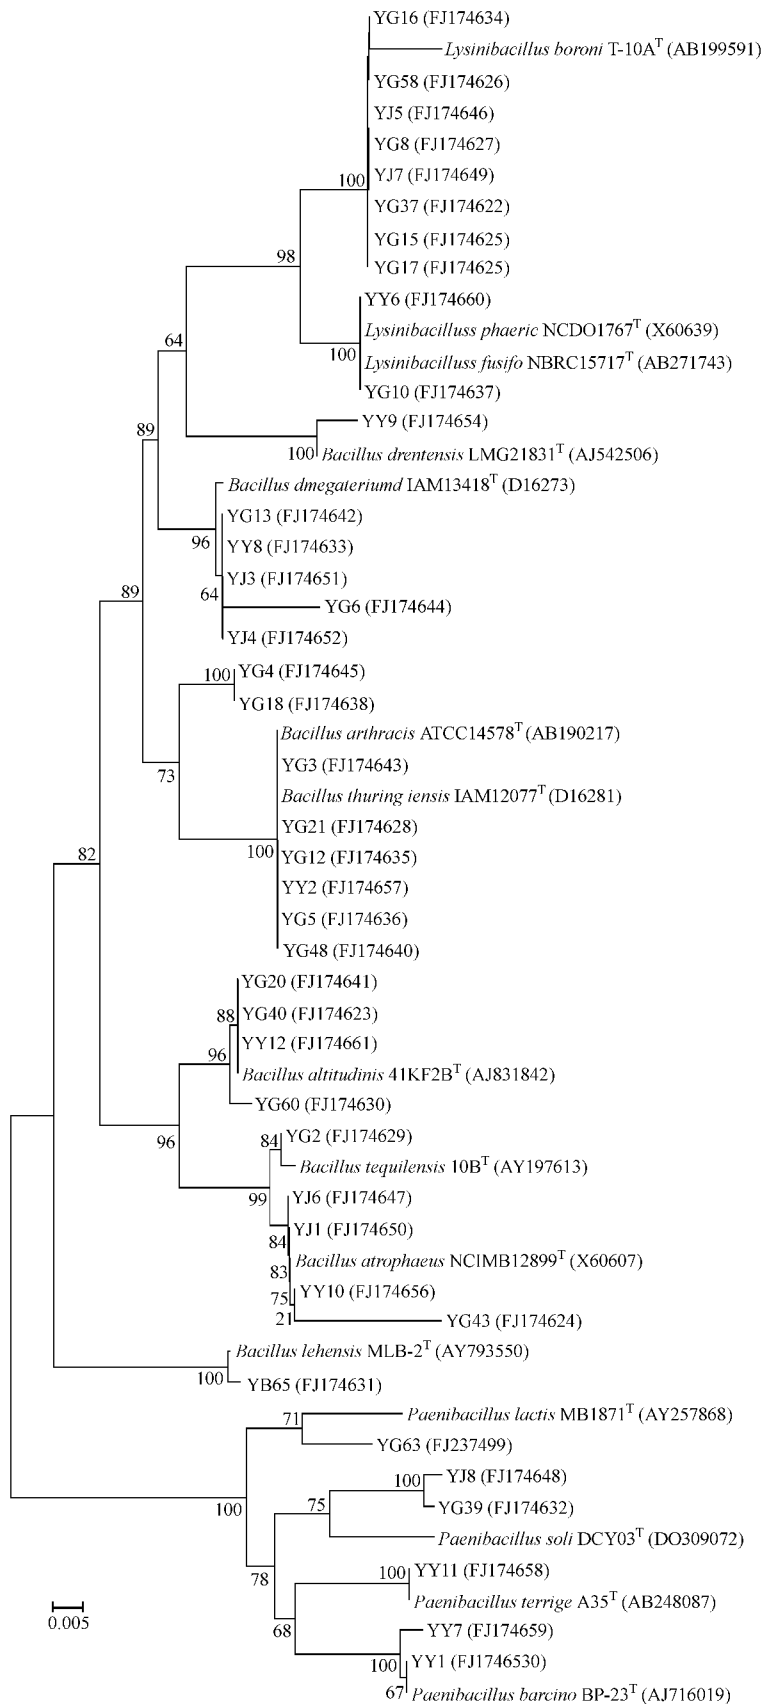 YG16 (FJ174634)
Lysinibacillus boroni T-10A^T (AB199591)
YG58 (FJ174626)
YJ5 (FJ174646)
YG8 (FJ174627)
YJ7 (FJ174649)
100
YG37 (FJ174622)
YG15 (FJ174625)
98
YG17 (FJ174625)
YY6 (FJ174660)
Lysinibacilluss phaeric NCDO1767^T (X60639)
64
100
Lysinibacilluss fusifo NBRC15717^T (AB271743)
YG10 (FJ174637)
YY9 (FJ174654)
89
100
Bacillus drentensis LMG21831^T (AJ542506)
Bacillus dmegateriumd IAM13418^T (D16273)
YG13 (FJ174642)
96
YY8 (FJ174633)
YJ3 (FJ174651)
89
64
YG6 (FJ174644)
YJ4 (FJ174652)
100
YG4 (FJ174645)
YG18 (FJ174638)
Bacillus arthracis ATCC14578^T (AB190217)
YG3 (FJ174643)
73
Bacillus thuring iensis IAM12077^T (D16281)
YG21 (FJ174628)
100
YG12 (FJ174635)
82
YY2 (FJ174657)
YG5 (FJ174636)
YG48 (FJ174640)
YG20 (FJ174641)
88
YG40 (FJ174623)
YY12 (FJ174661)
96
Bacillus altitudinis 41KF2B^T (AJ831842)
YG60 (FJ174630)
96
84
YG2 (FJ174629)
Bacillus tequilensis 10B^T (AY197613)
99
YJ6 (FJ174647)
YJ1 (FJ174650)
84
Bacillus atrophaeus NCIMB12899^T (X60607)
83
75
YY10 (FJ174656)
21
YG43 (FJ174624)
Bacillus lehensis MLB-2^T (AY793550)
100
YB65 (FJ174631)
Paenibacillus lactis MB1871^T (AY257868)
71
YG63 (FJ237499)
YJ8 (FJ174648)
100
100
75
YG39 (FJ174632)
Paenibacillus soli DCY03^T (DO309072)
YY11 (FJ174658)
78
100
Paenibacillus terrige A35^T (AB248087)
0.005
68
YY7 (FJ174659)
100
YY1 (FJ1746530)
67
Paenibacillus barcino BP-23^T (AJ716019)